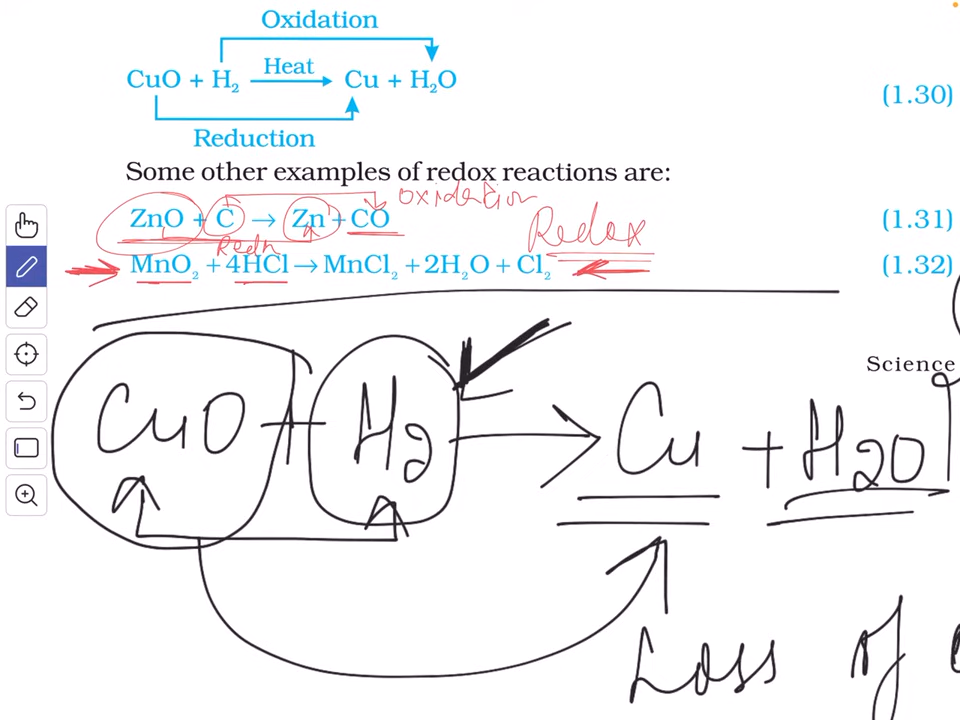 Oxidation
CuO + H₂ Heat → Cu + H₂O
(1.30)
Reduction
Some other examples of redox reactions are:
oxidation
ZnO + C → Zn + CO
(1.31)
Redn
Redox
MnO₂ + 4HCl → MnCl₂ + 2H₂O + Cl₂
(1.32)
Science
CuO + H2 → Cu + H2O
Loss of